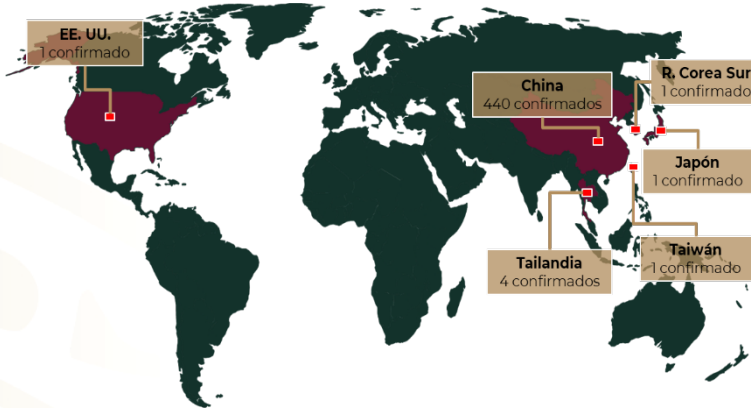 EE. UU.
1 confirmado
China
440 confirmados
R. Corea Sur
1 confirmado
Japón
1 confirmado
Tailandia
4 confirmados
Taiwán
1 confirmado